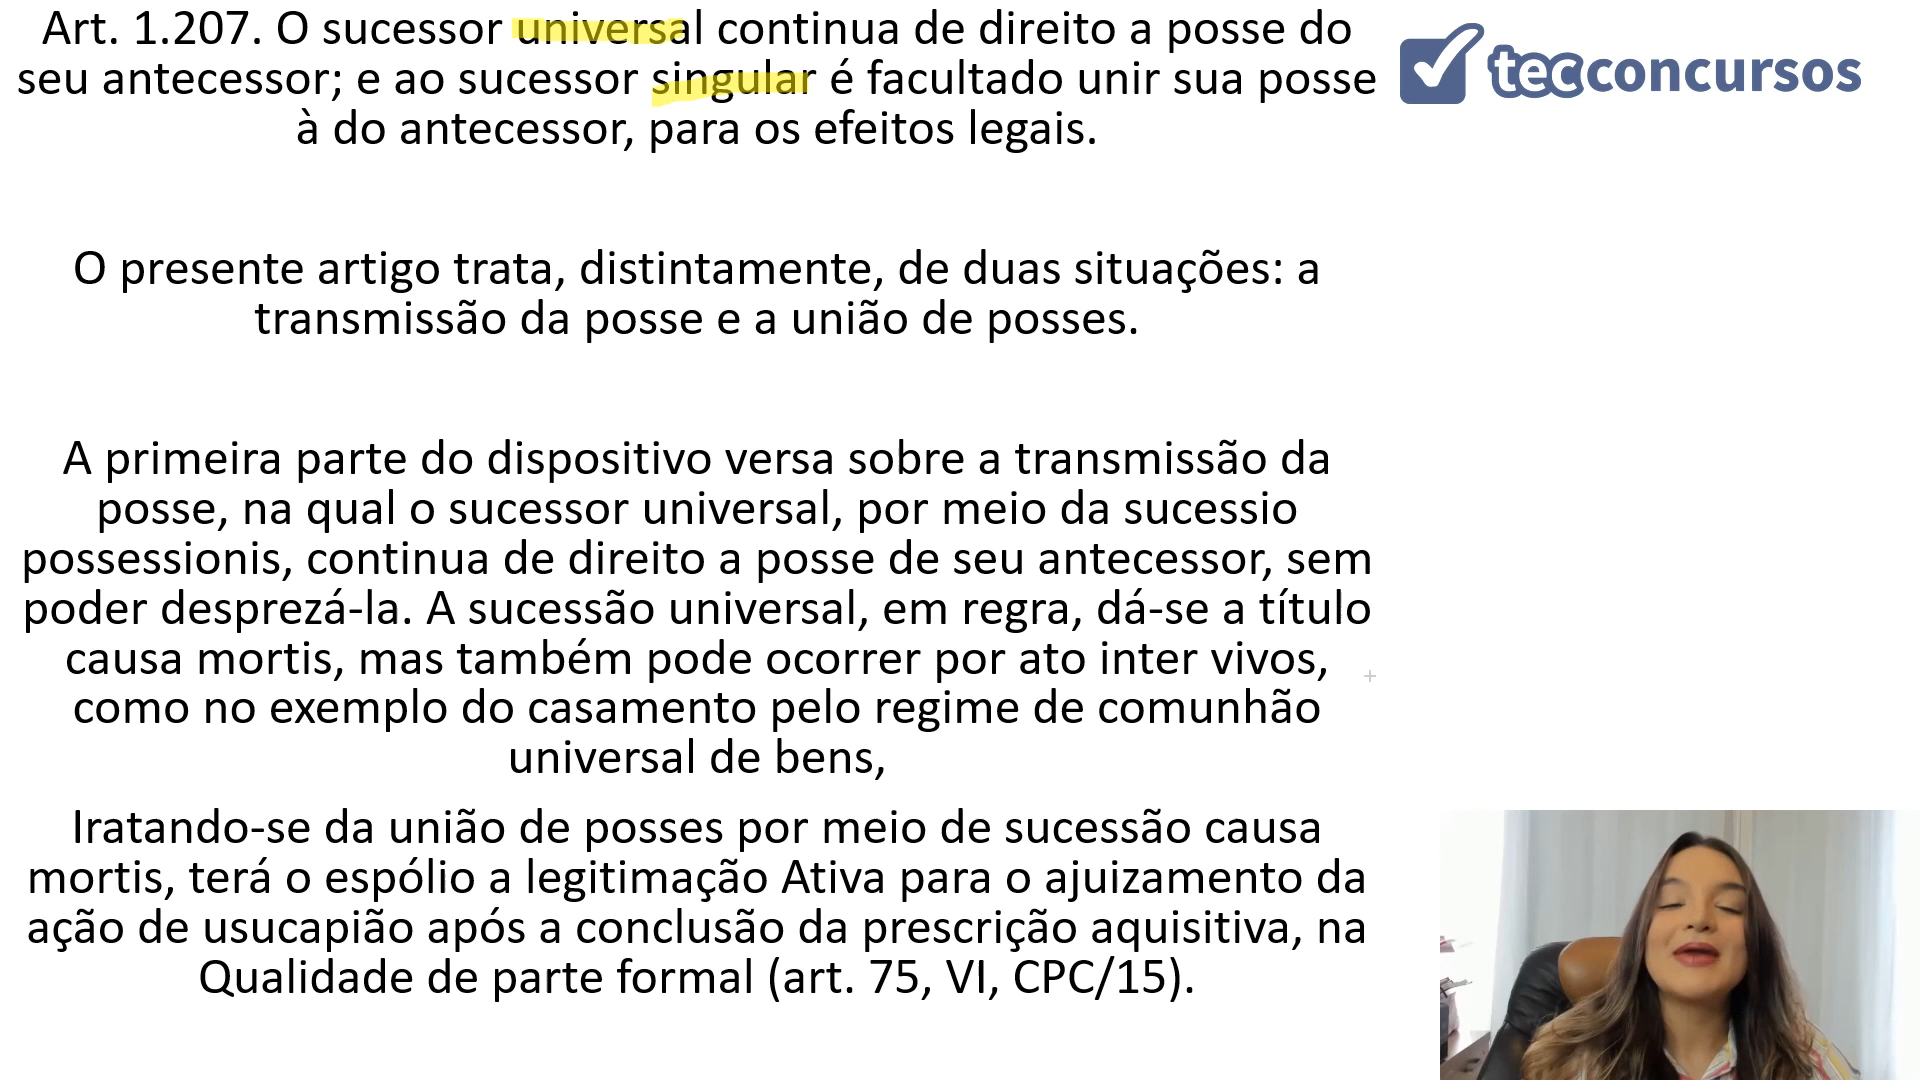 Art. 1.207. O sucessor universal continua de direito a posse do
seu antecessor; e ao sucessor singular é facultado unir sua posse
à do antecessor, para os efeitos legais.
tecconcursos
O presente artigo trata, distintamente, de duas situações: a
transmissão da posse e a união de posses.
A primeira parte do dispositivo versa sobre a transmissão da
posse, na qual o sucessor universal, por meio da sucessio
possessionis, continua de direito a posse de seu antecessor, sem
poder desprezá-la. A sucessão universal, em regra, dá-se a título
causa mortis, mas também pode ocorrer por ato inter vivos,
como no exemplo do casamento pelo regime de comunhão
universal de bens,
Iratando-se da união de posses por meio de sucessão causa
mortis, terá o espólio a legitimação Ativa para o ajuizamento da
ação de usucapião após a conclusão da prescrição aquisitiva, na
Qualidade de parte formal (art. 75, VI, CPC/15).